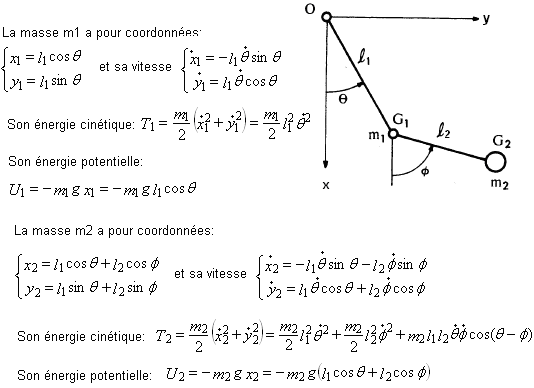 La masse m1 a pour coordonnées:
O
y
{x₁ = l₁ cos θ
{y₁ = l₁ sin θ
et sa vitesse
{ẋ₁ = −l₁ θ̇ sin θ
{ẏ₁ = l₁ θ̇ cos θ
l₁
θ
G₁
m₁
l₂
G₂
m₂
x
ϕ
Son énergie cinétique: T₁ = m₁/2 (ẋ₁² + ẏ₁²) = m₁/2 l₁² θ̇²
Son énergie potentielle:
U₁ = −m₁ g x₁ = −m₁ g l₁ cos θ
La masse m2 a pour coordonnées:
{x₂ = l₁ cos θ + l₂ cos ϕ
{y₂ = l₁ sin θ + l₂ sin ϕ
et sa vitesse
{ẋ₂ = −l₁ θ̇ sin θ − l₂ ϕ̇ sin ϕ
{ẏ₂ = l₁ θ̇ cos θ + l₂ ϕ̇ cos ϕ
Son énergie cinétique: T₂ = m₂/2 (ẋ₂² + ẏ₂²) = m₂/2 l₁² θ̇² + m₂/2 l₂² ϕ̇² + m₂ l₁ l₂ θ̇ ϕ̇ cos(θ − ϕ)
Son énergie potentielle: U₂ = −m₂ g x₂ = −m₂ g (l₁ cos θ + l₂ cos ϕ)